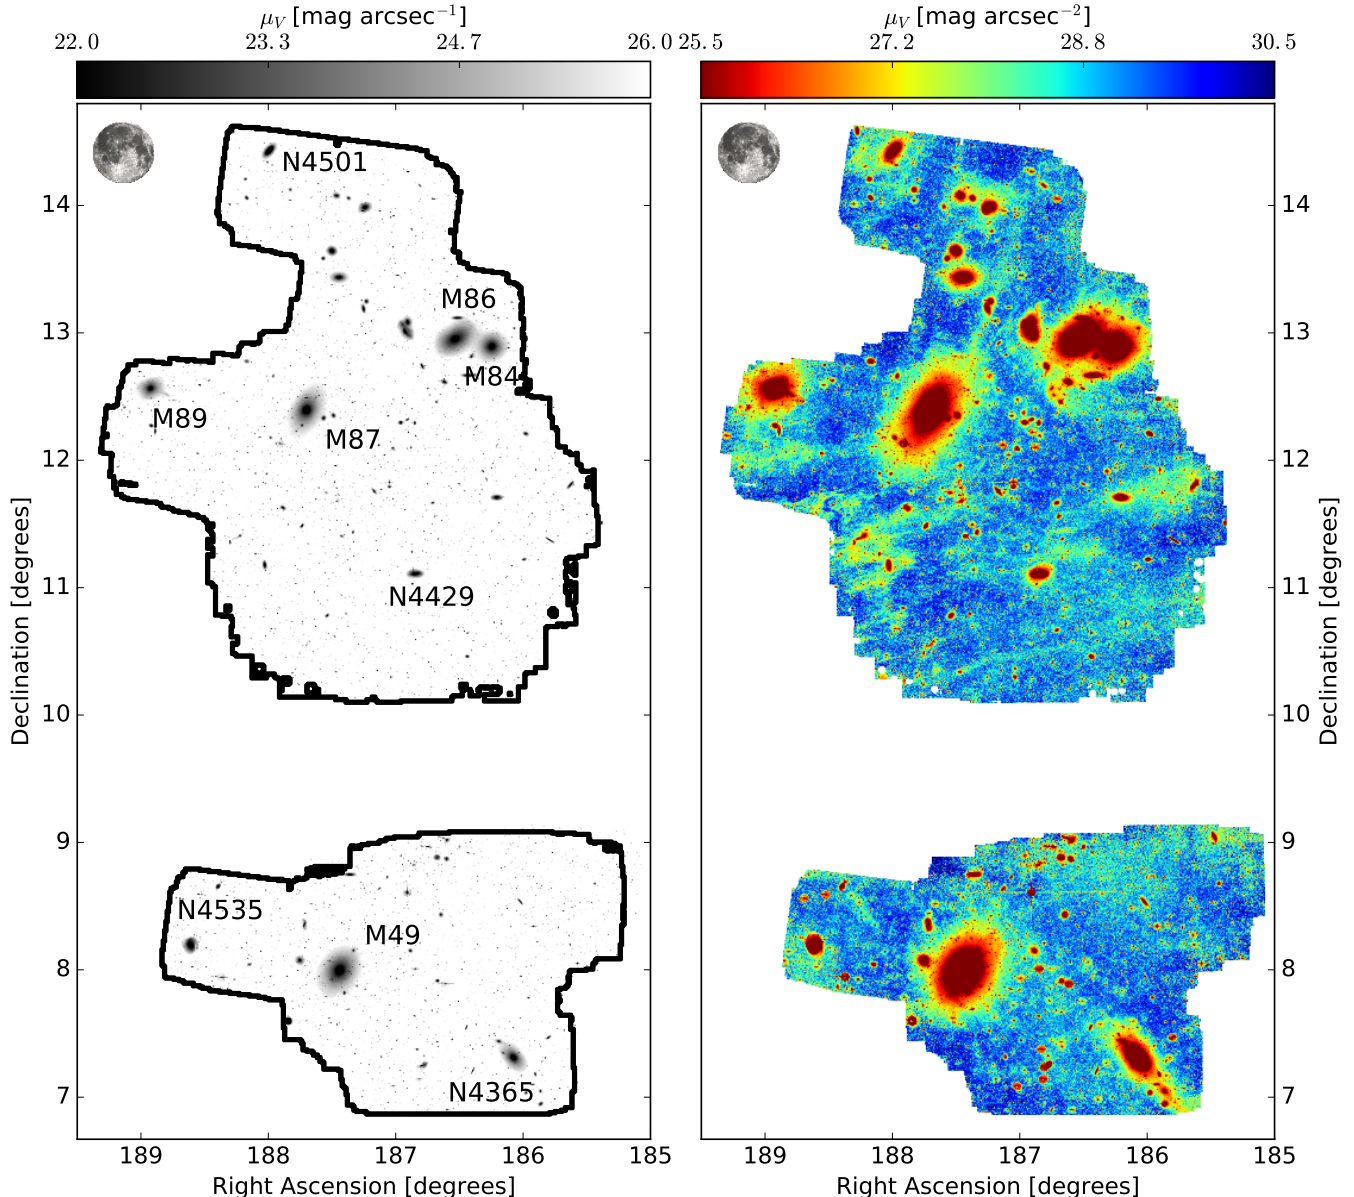 μ_V [mag arcsec⁻¹]
22.0 23.3 24.7 26.0
N4501
M86
M84
M89
M87
N4429
N4535
M49
N4365
14
13
12
11
10
9
8
7
Declination [degrees]
189 188 187 186 185
Right Ascension [degrees]
μ_V [mag arcsec⁻²]
25.5 27.2 28.8 30.5
14
13
12
11
10
9
8
7
Declination [degrees]
189 188 187 186 185
Right Ascension [degrees]